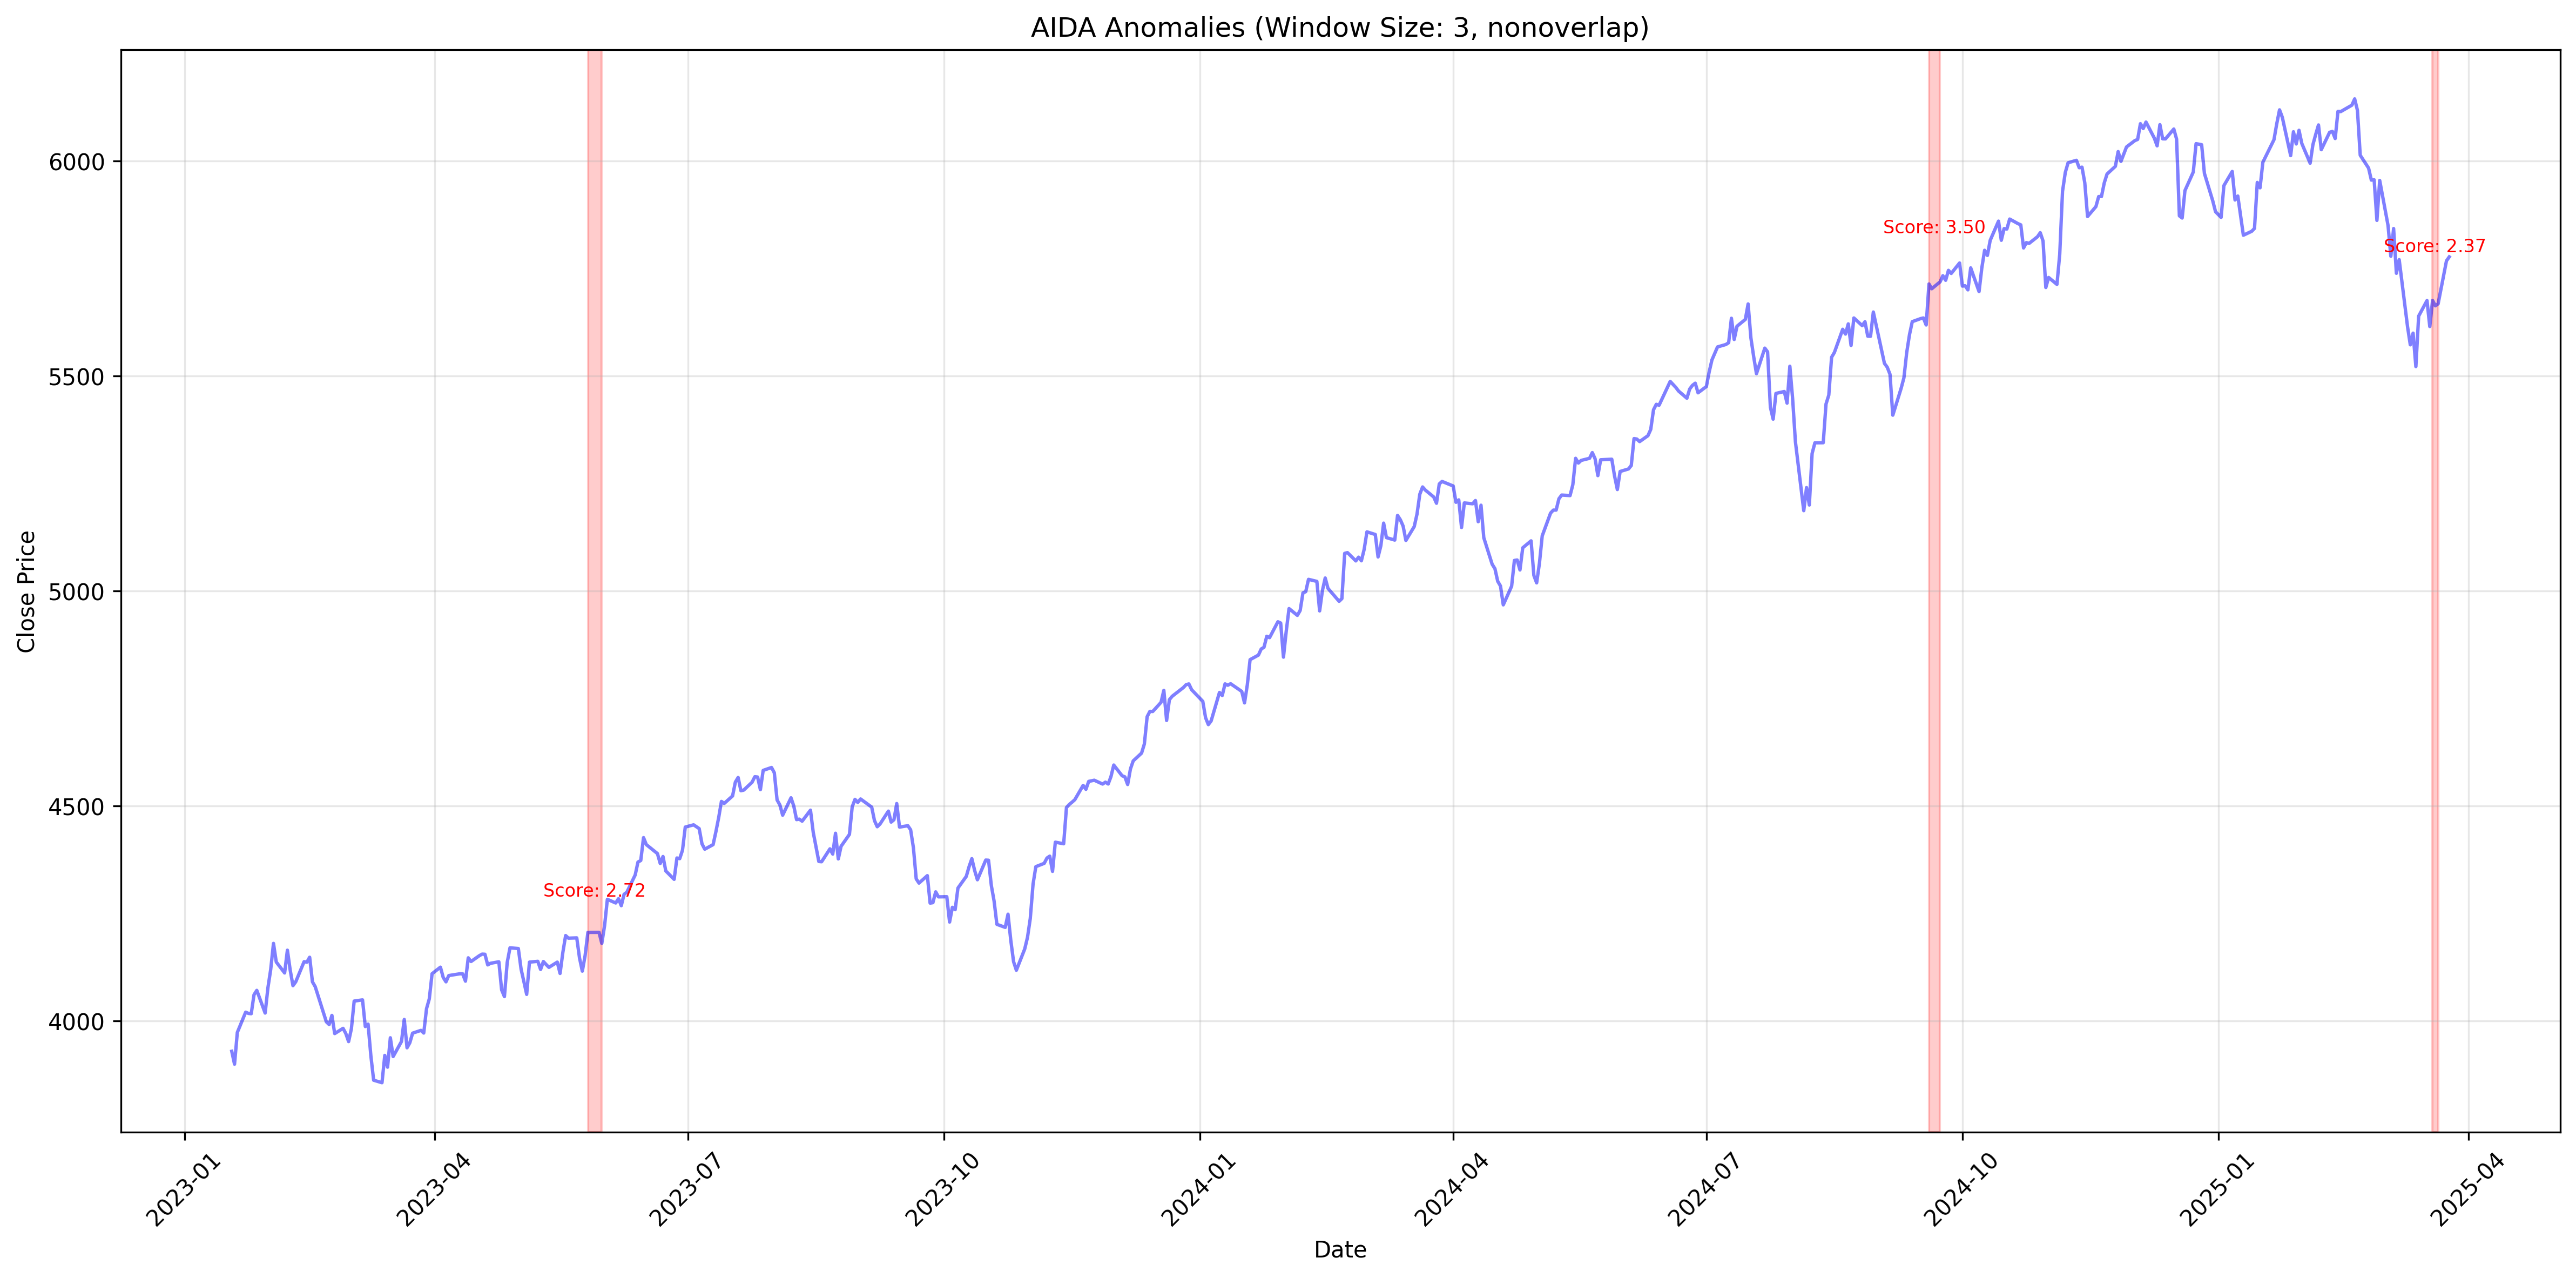 AIDA Anomalies (Window Size: 3, nonoverlap)
Close Price
6000
5500
5000
4500
4000
Score: 2.72
Score: 3.50
Score: 2.37
2023-01
2023-04
2023-07
2023-10
2024-01
2024-04
2024-07
2024-10
2025-01
2025-04
Date